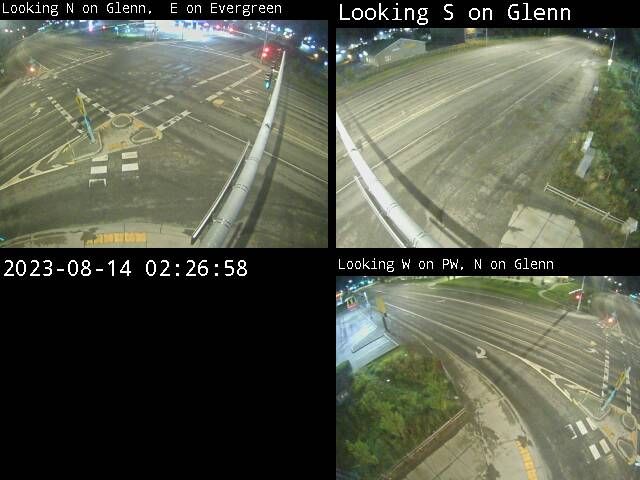 Looking N on Glenn,  E on Evergreen
Looking S on Glenn
2023-08-14 02:26:58
Looking W on PW, N on Glenn